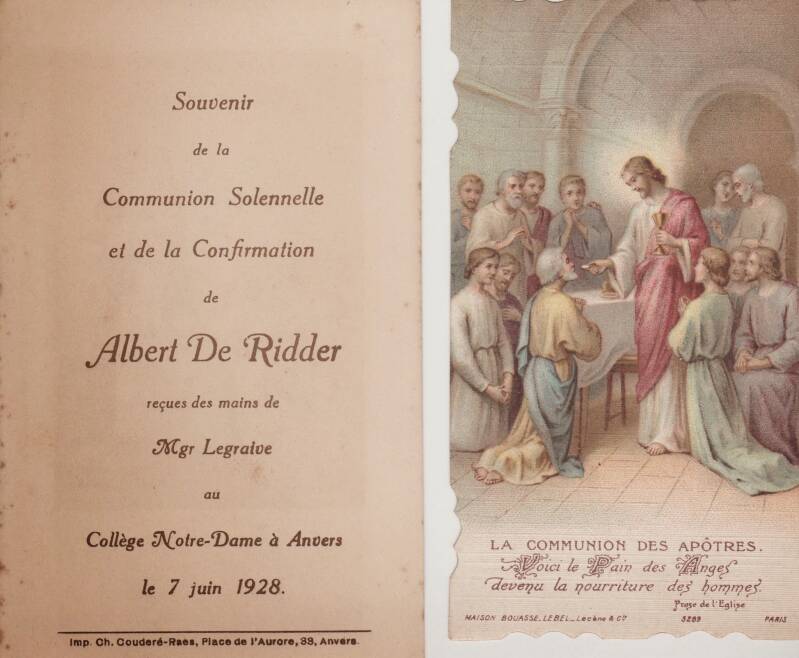 Souvenir
de la
Communion Solennelle
et de la Confirmation
de
Albert De Ridder
reçues des mains de
Mgr Legraive
au
Collège Notre-Dame à Anvers
le 7 juin 1928.
Imp. Ch. Couderé-Raes, Place de l'Aurore, 33, Anvers.
LA COMMUNION DES APÔTRES.
Voici le Pain des Anges
devenu la nourriture des hommes.
Prose de l'Eglise
MAISON BOUASSE-LEBEL_Lecène & Cie 5269 PARIS